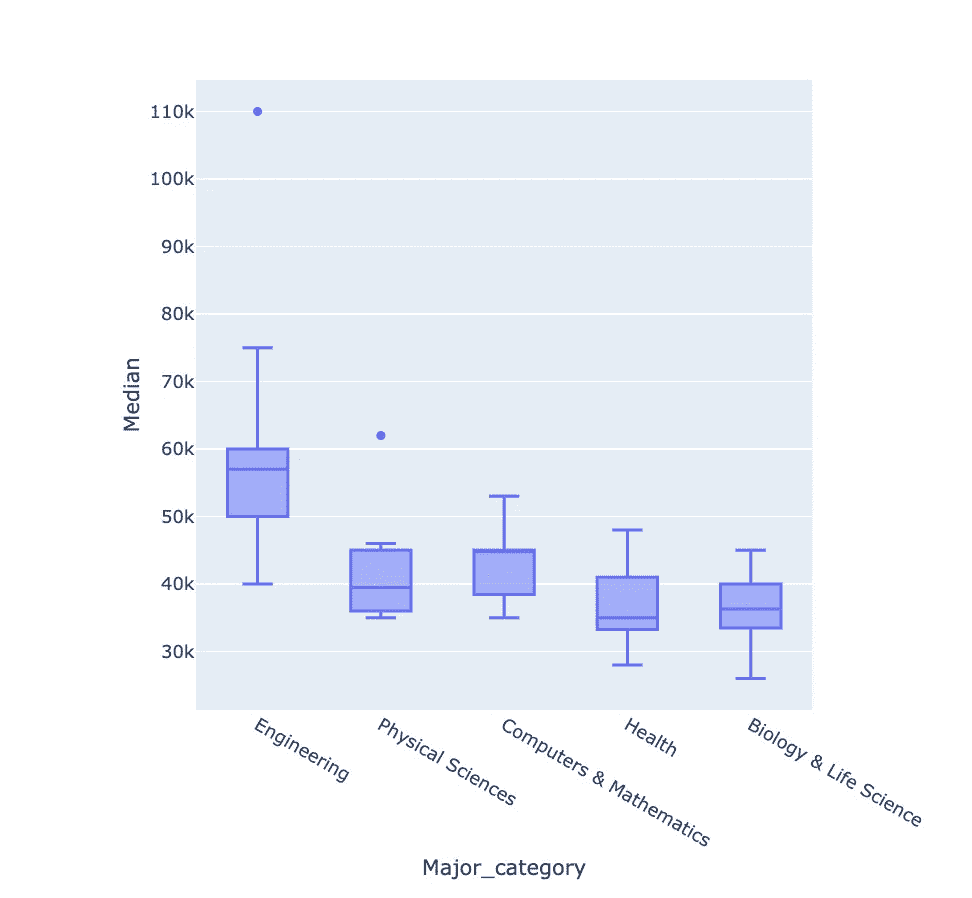 110k
100k
90k
80k
70k
60k
50k
40k
30k
Median
Engineering
Physical Sciences
Computers & Mathematics
Health
Biology & Life Science
Major_category